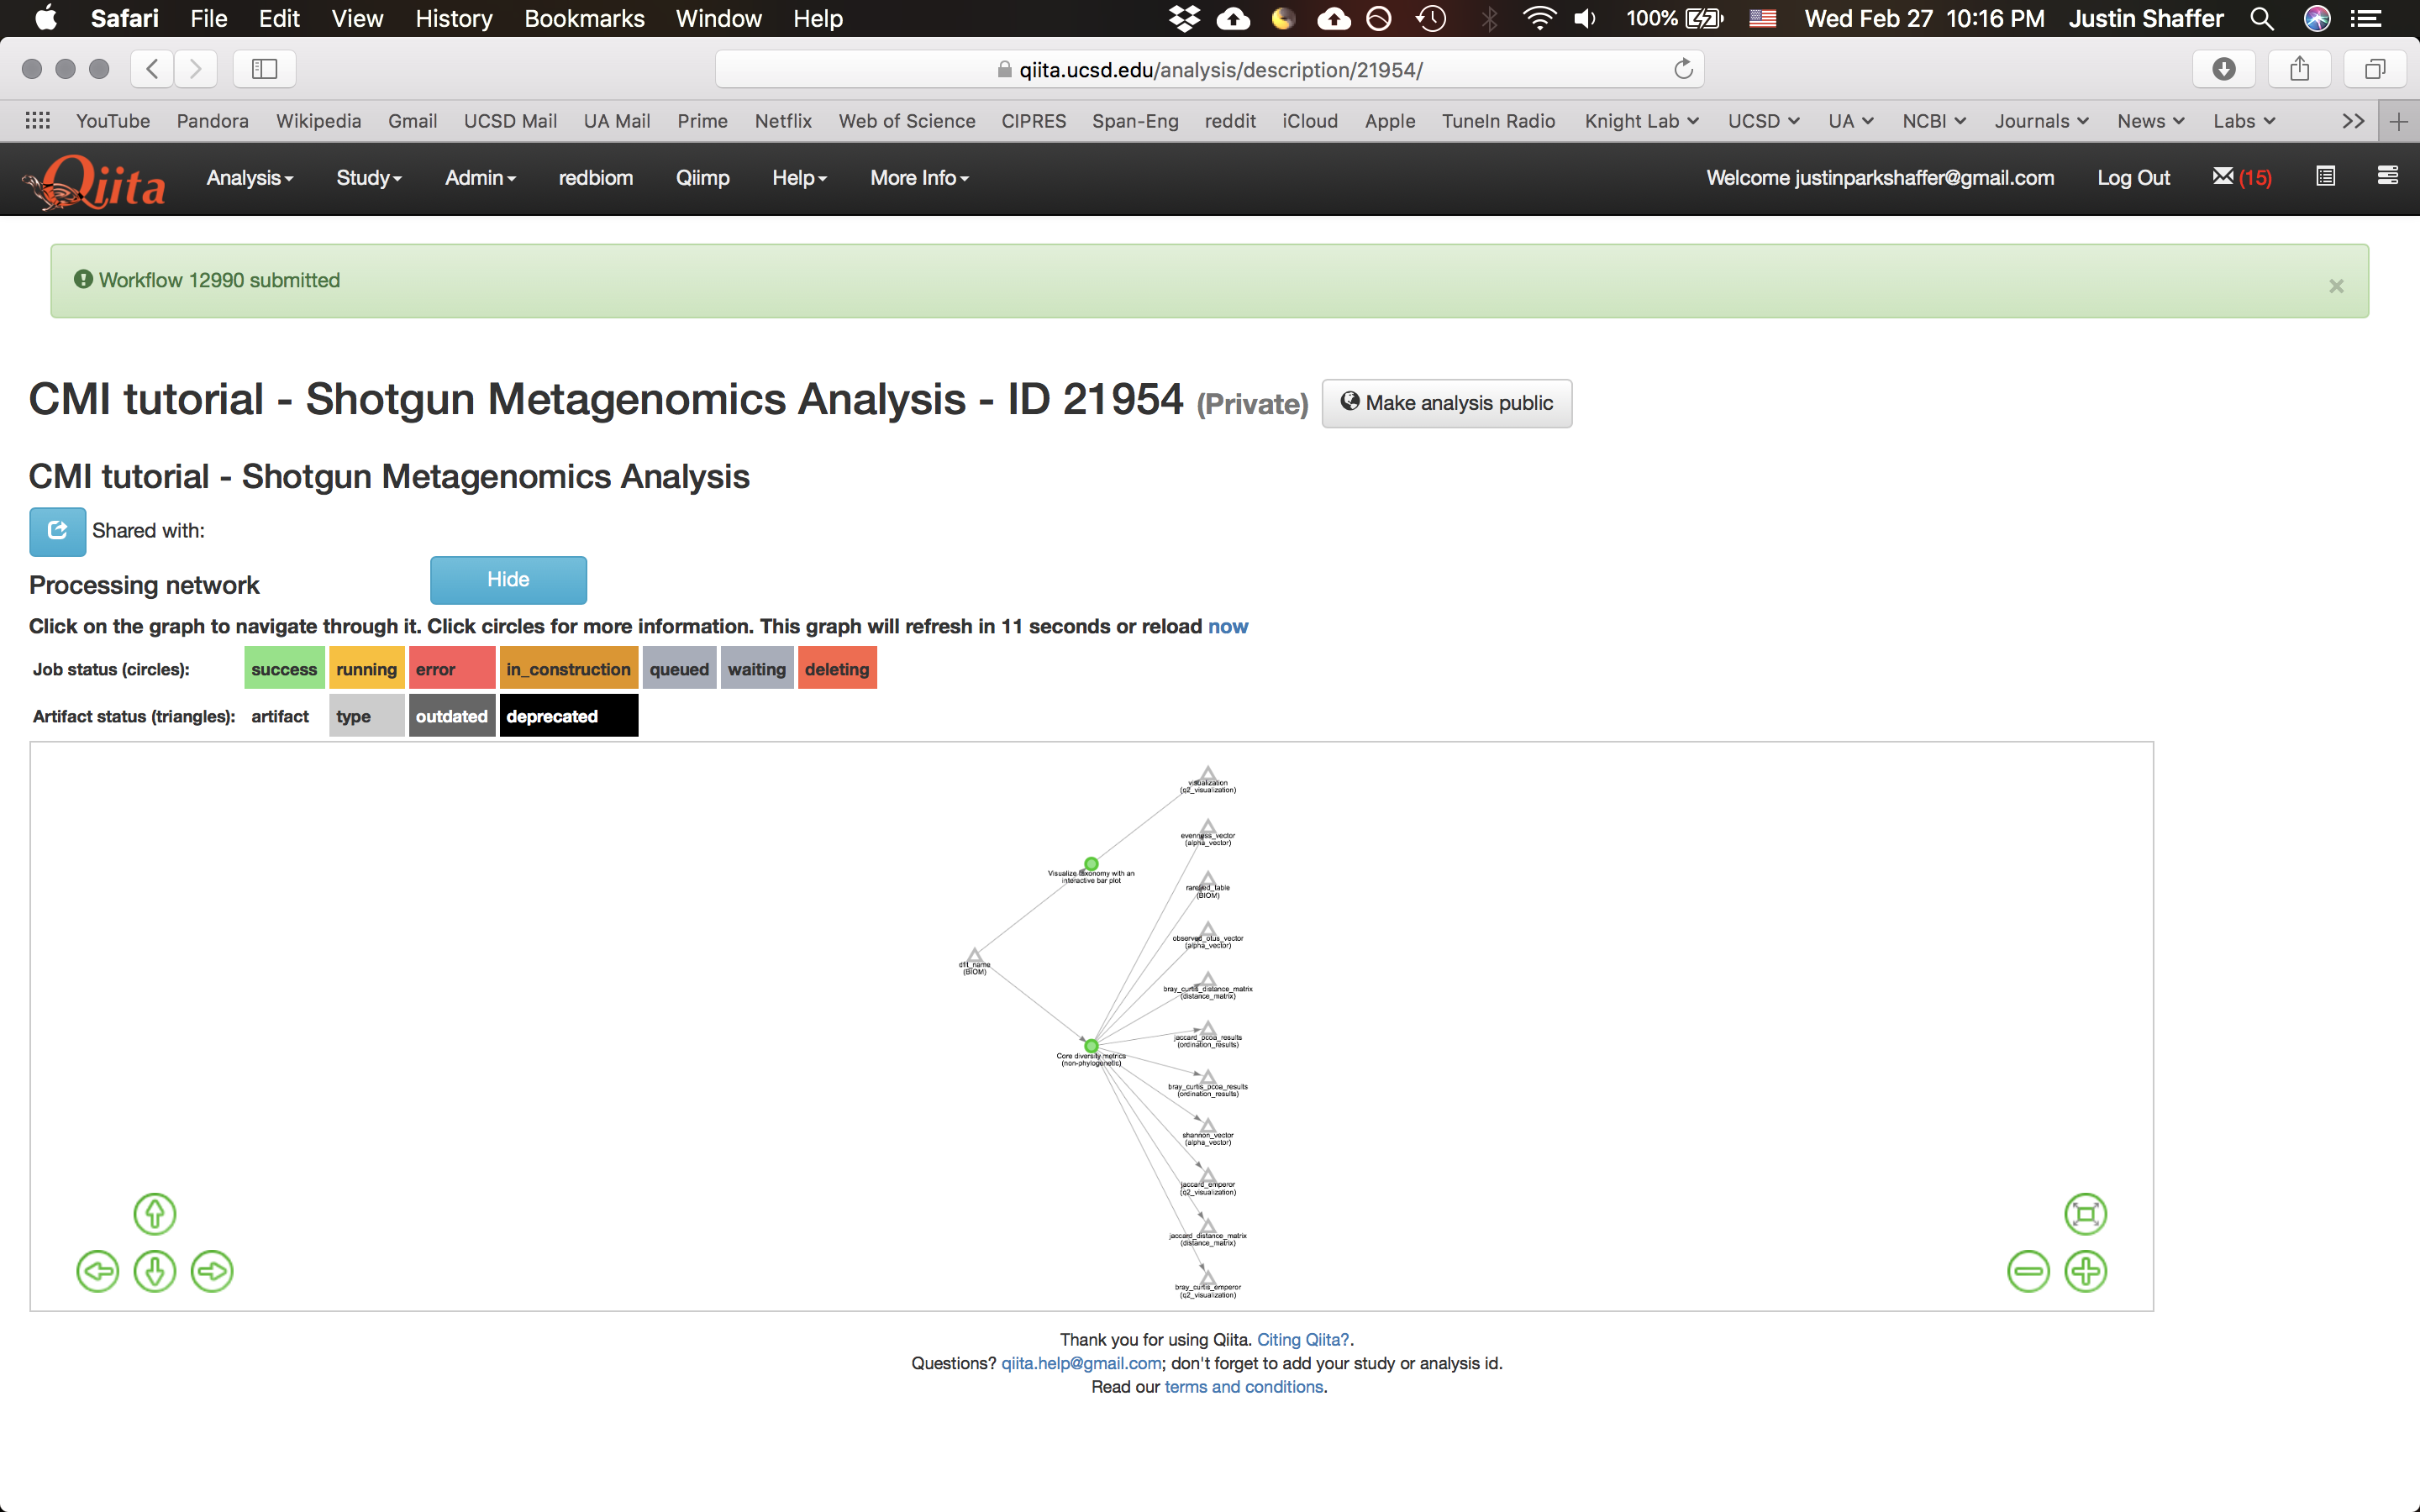 Safari File Edit View History Bookmarks Window Help 100% Wed Feb 27 10:16 PM Justin Shaffer
qiita.ucsd.edu/analysis/description/21954/
YouTube Pandora Wikipedia Gmail UCSD Mail UA Mail Prime Netflix Web of Science CIPRES Span-Eng reddit iCloud Apple TuneIn Radio Knight Lab UCSD UA NCBI Journals News Labs >>
Qiita Analysis Study Admin redbiom Qiimp Help More Info Welcome justinparkshaffer@gmail.com Log Out (15)
Workflow 12990 submitted ×
CMI tutorial - Shotgun Metagenomics Analysis - ID 21954 (Private) Make analysis public
CMI tutorial - Shotgun Metagenomics Analysis
Shared with:
Processing network Hide
Click on the graph to navigate through it. Click circles for more information. This graph will refresh in 11 seconds or reload now
Job status (circles): success running error in_construction queued waiting deleting
Artifact status (triangles): artifact type outdated deprecated
visualization
(q2_visualization)
evenness_vector
(alpha_vector)
Visualize taxonomy with an
interactive bar plot
rarefied_table
(BIOM)
observed_otus_vector
(alpha_vector)
dflt_name
(BIOM)
bray_curtis_distance_matrix
(distance_matrix)
jaccard_pcoa_results
(ordination_results)
Core diversity metrics
(non-phylogenetic)
bray_curtis_pcoa_results
(ordination_results)
shannon_vector
(alpha_vector)
jaccard_emperor
(q2_visualization)
jaccard_distance_matrix
(distance_matrix)
bray_curtis_emperor
(q2_visualization)
Thank you for using Qiita. Citing Qiita?.
Questions? qiita.help@gmail.com; don't forget to add your study or analysis id.
Read our terms and conditions.